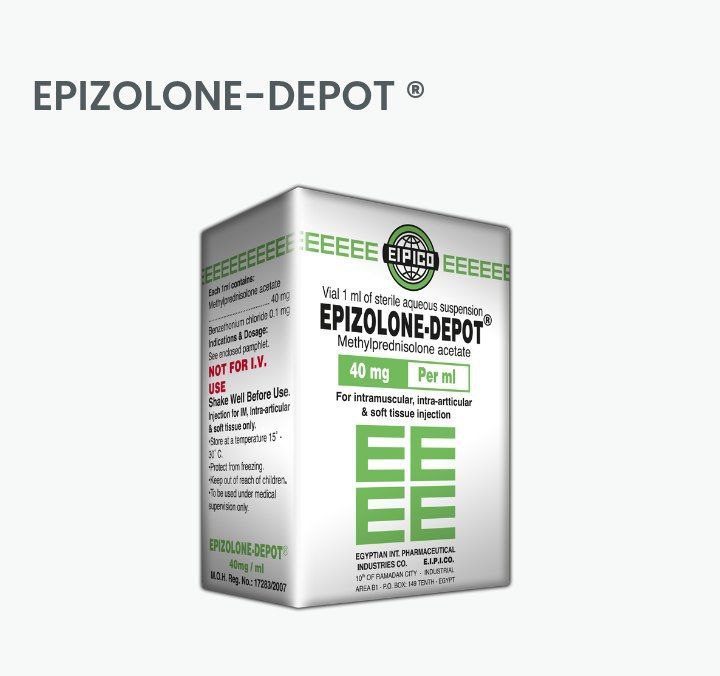 EPIZOLONE-DEPOT ®
EEEEEE
Each 1ml contains:
Methylprednisolone acetate
.......................... 40 mg
Benzethonium chloride 0.1 mg
Indications & Dosage:
See enclosed pamphlet.
NOT FOR I.V.
USE
Shake Well Before Use.
Injection for IM, Intra-articular
& soft tissue only.
•Store at a temperature 15° -
30° C.
•Protect from freezing.
•Keep out of reach of children.
•To be used under medical
supervision only.
EPIZOLONE-DEPOT®
40mg / ml
M.O.H. Reg. No.: 17283/2007
EEEEEE EIPICO EEEEEE
Vial 1 ml of sterile aqueous suspension
EPIZOLONE-DEPOT®
Methylprednisolone acetate
40 mg Per ml
For intramuscular, intra-artticular
& soft tissue injection
EE
EE
EGYPTIAN INT. PHARMACEUTICAL
INDUSTRIES CO. E.I.P.I.CO.
10th OF RAMADAN CITY - INDUSTRIAL
AREA B1 - P.O. BOX: 149 TENTH - EGYPT